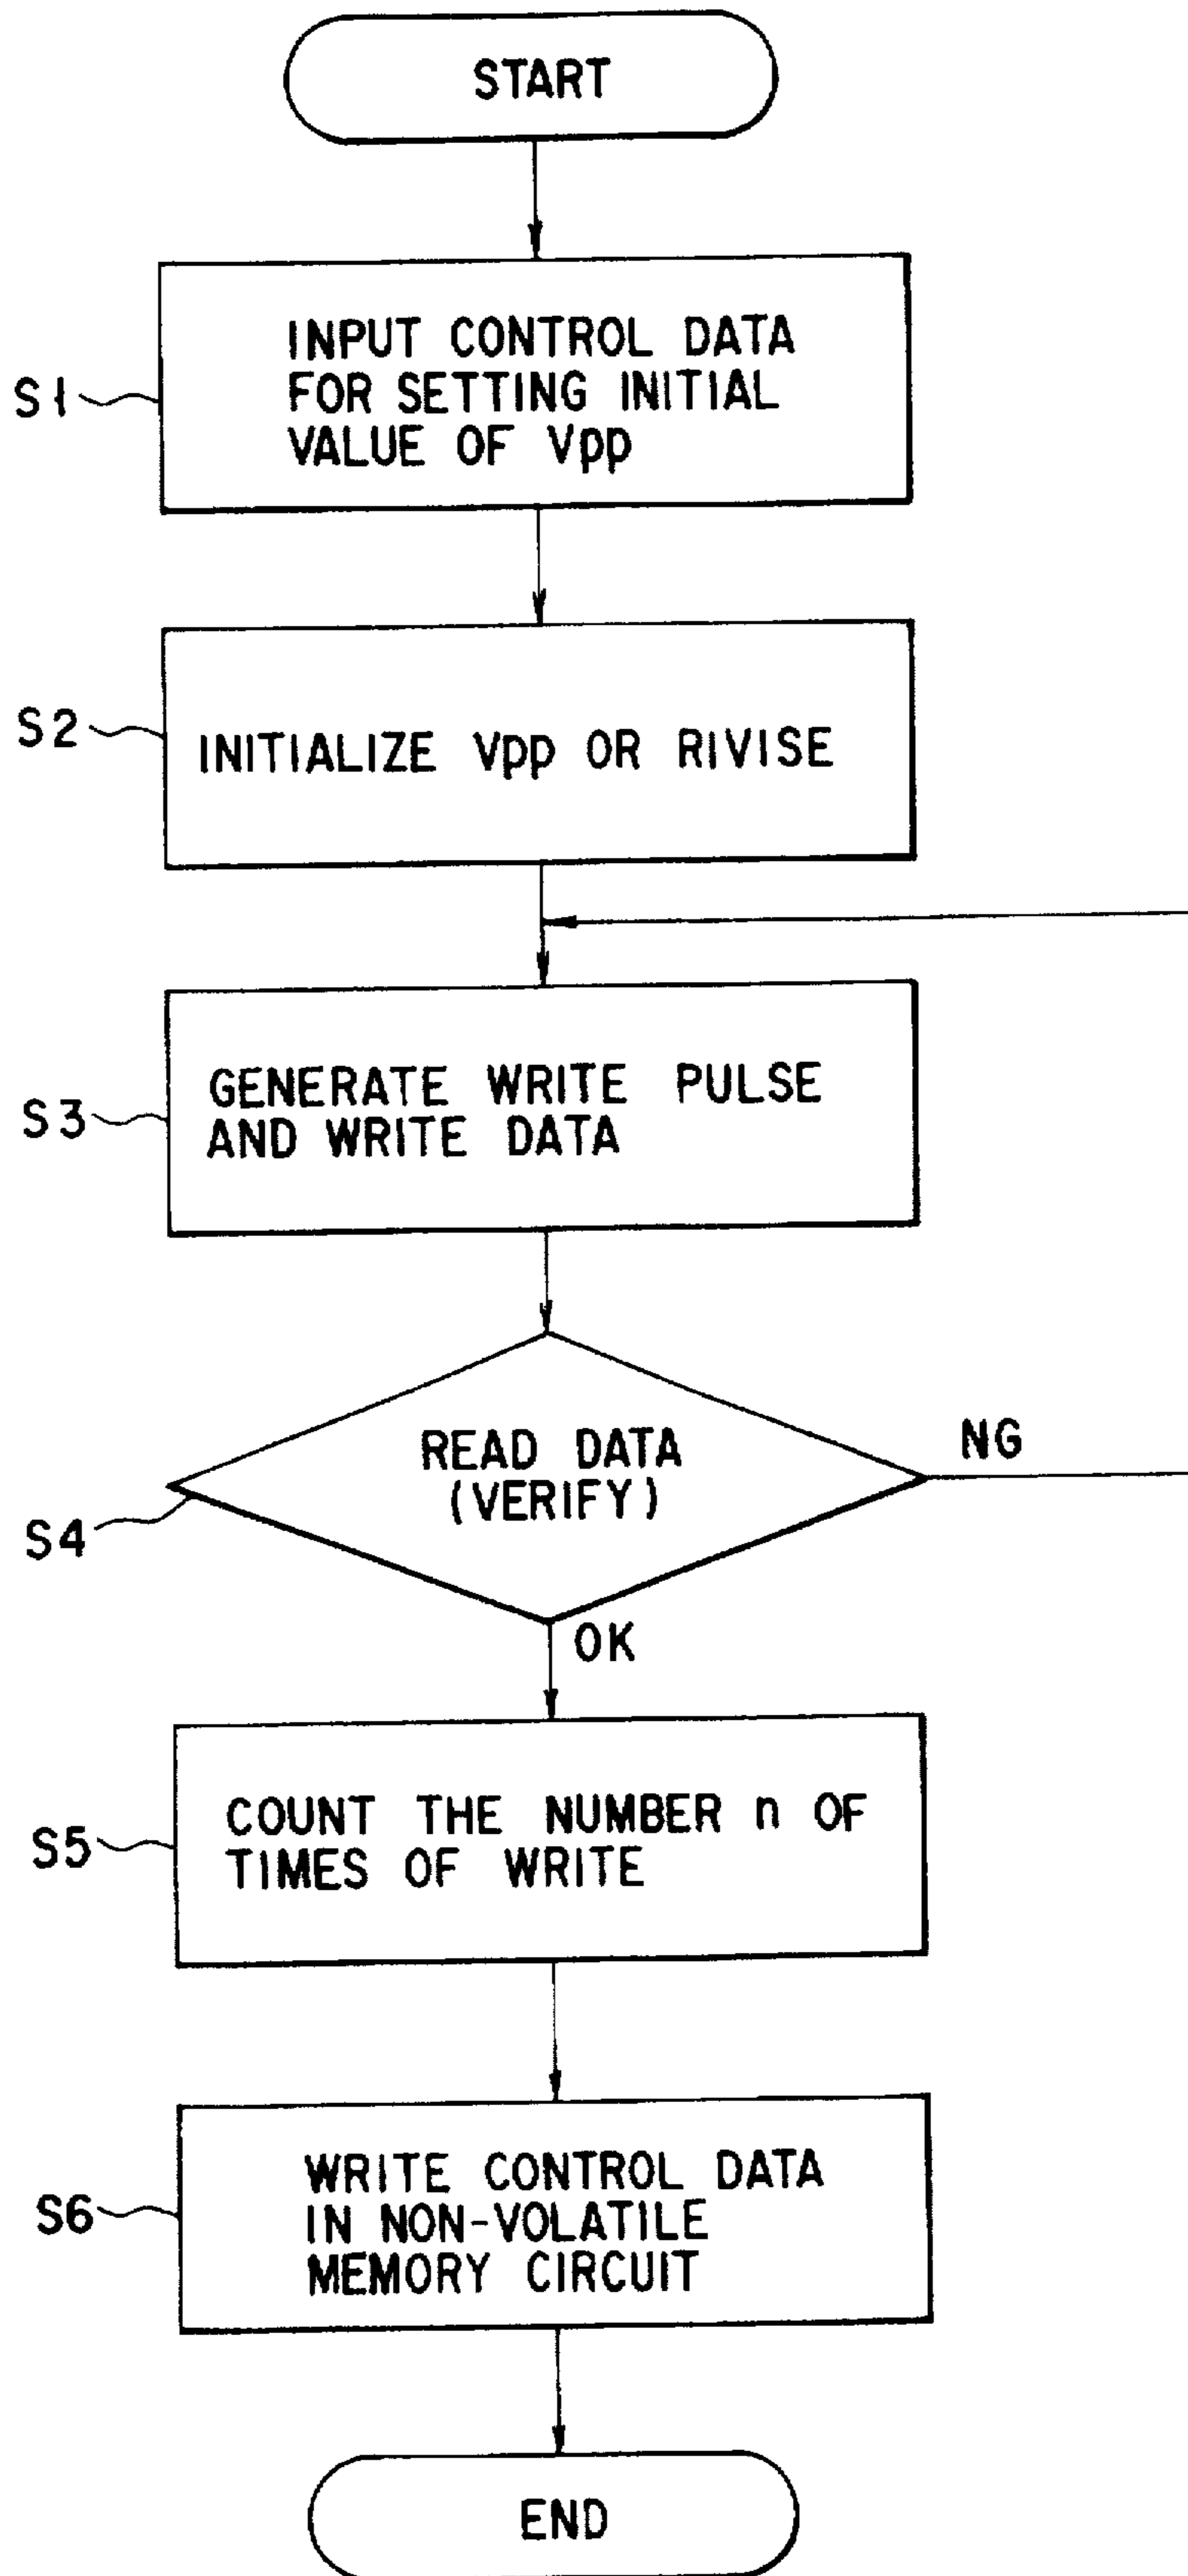 START
S1
INPUT CONTROL DATA
FOR SETTING INITIAL
VALUE OF Vpp
S2
INITIALIZE Vpp OR RIVISE
S3
GENERATE WRITE PULSE
AND WRITE DATA
S4
READ DATA
(VERIFY)
NG
OK
S5
COUNT THE NUMBER n OF
TIMES OF WRITE
S6
WRITE CONTROL DATA
IN NON-VOLATILE
MEMORY CIRCUIT
END